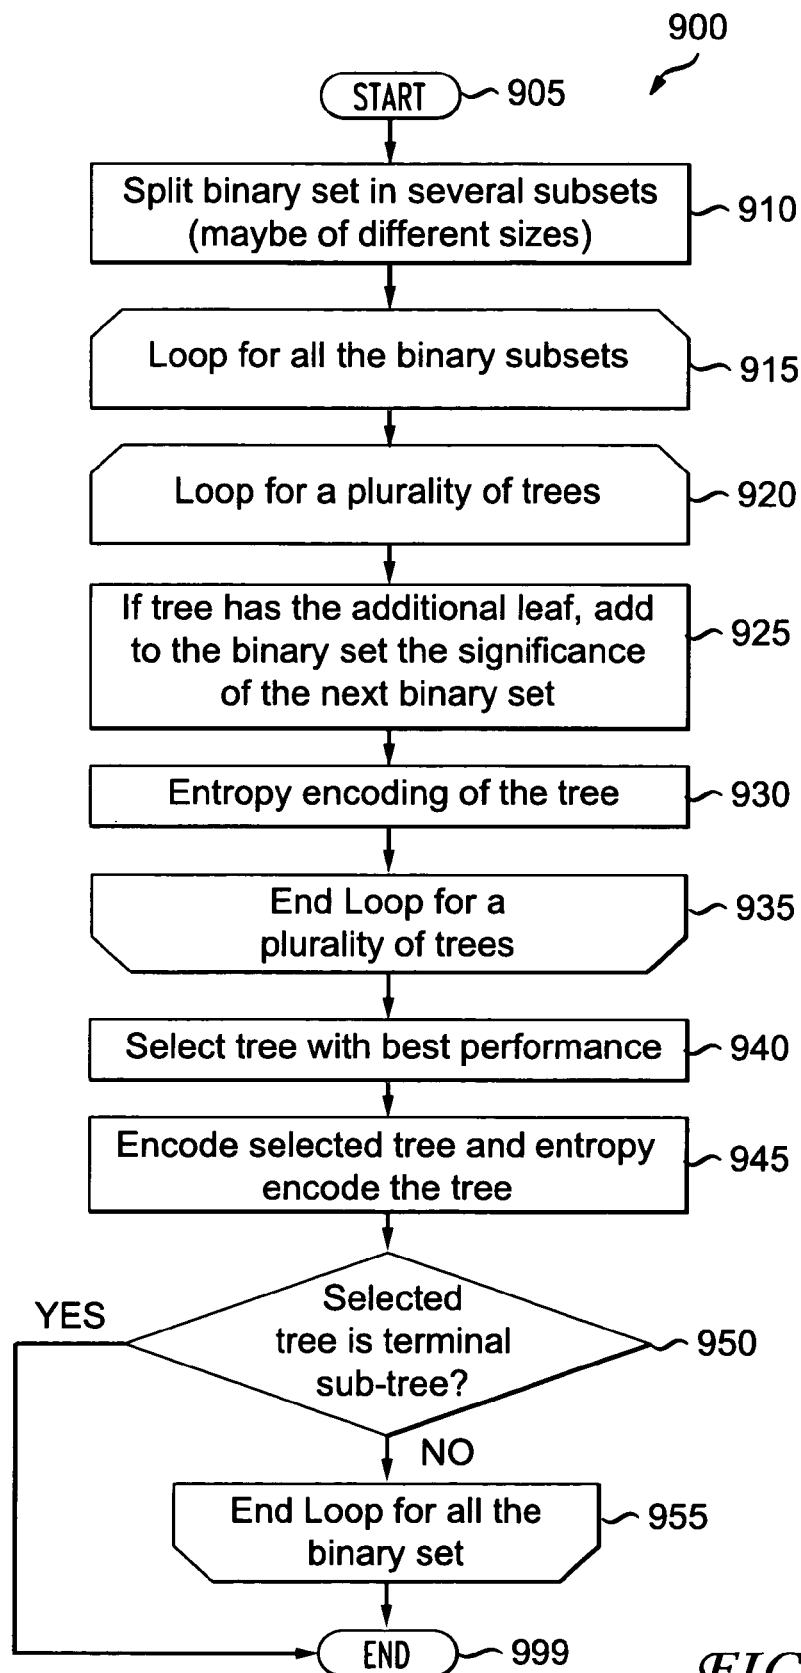 900
START
905
Split binary set in several subsets
(maybe of different sizes)
910
Loop for all the binary subsets
915
Loop for a plurality of trees
920
If tree has the additional leaf, add
to the binary set the significance
of the next binary set
925
Entropy encoding of the tree
930
End Loop for a
plurality of trees
935
Select tree with best performance
940
Encode selected tree and entropy
encode the tree
945
Selected
tree is terminal
sub-tree?
950
YES
NO
End Loop for all the
binary set
955
END
999